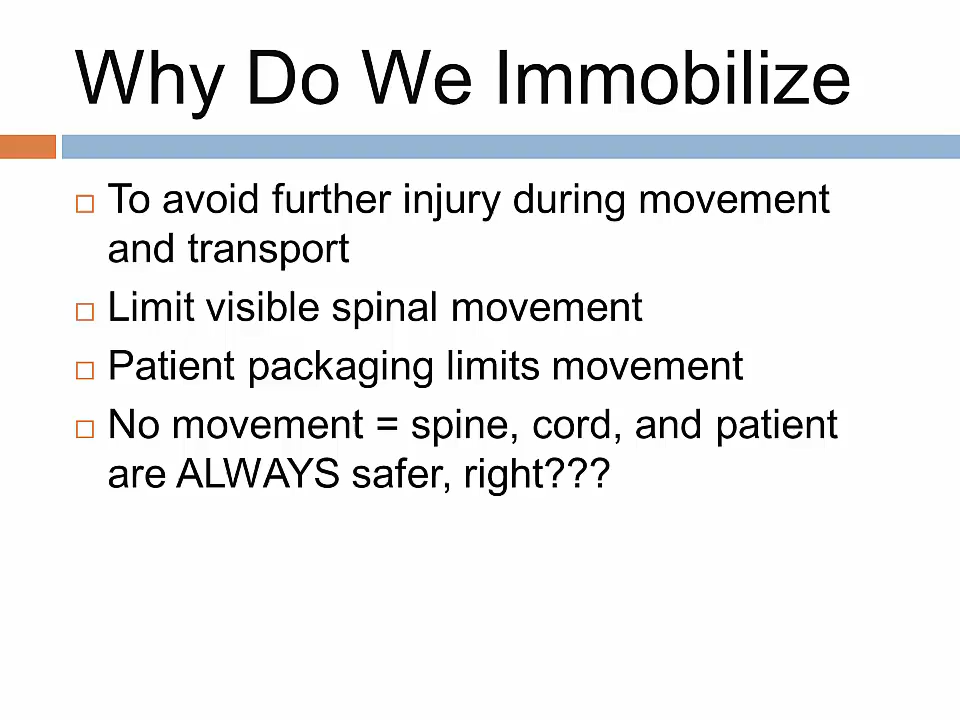 Why Do We Immobilize
To avoid further injury during movement
and transport
Limit visible spinal movement
Patient packaging limits movement
No movement = spine, cord, and patient
are ALWAYS safer, right???